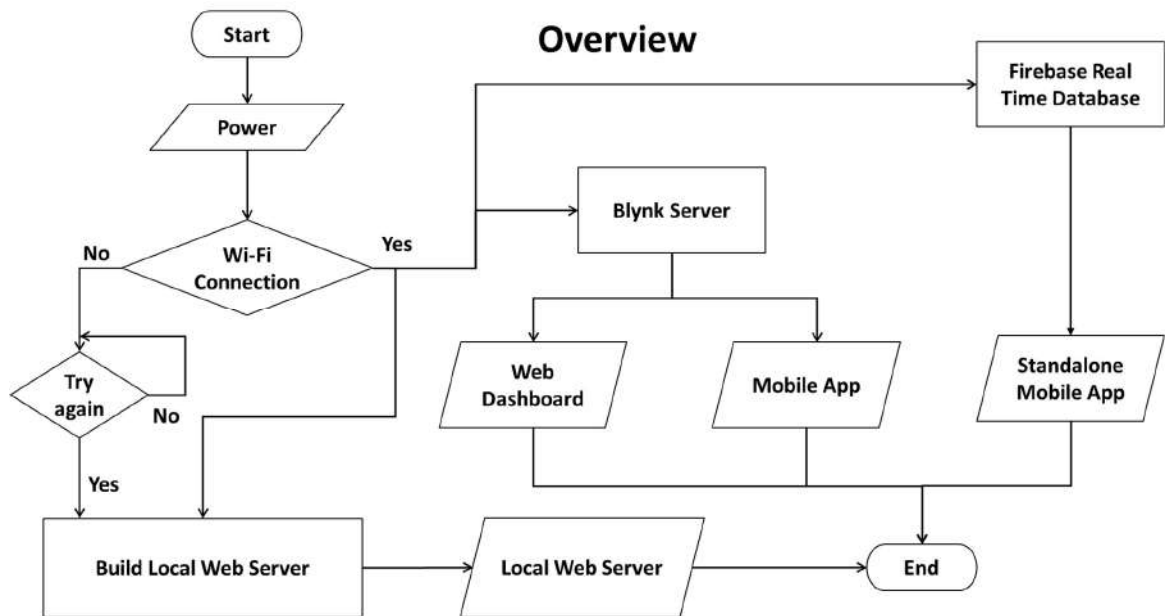 Overview
Start
Power
Wi-Fi
Connection
No
Yes
Try
again
No
Yes
Firebase Real
Time Database
Blynk Server
Web
Dashboard
Mobile App
Standalone
Mobile App
Build Local Web Server
Local Web Server
End